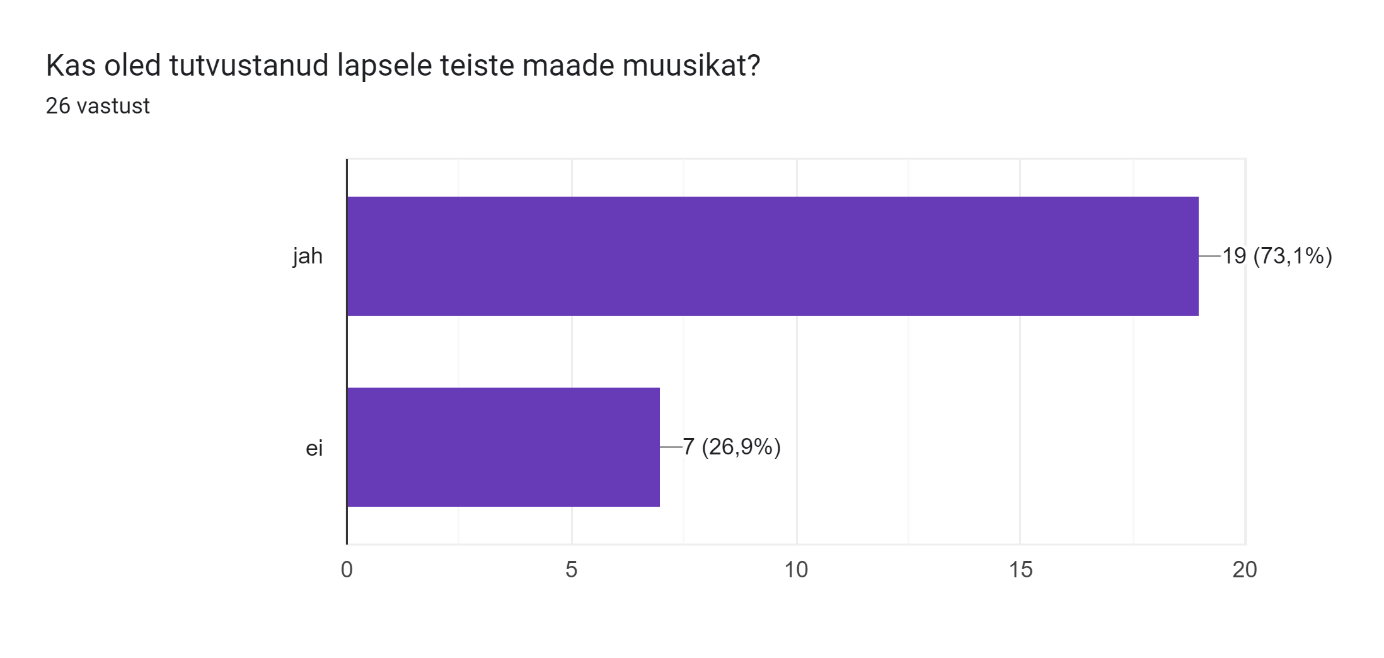 Kas oled tutvustanud lapsele teiste maade muusikat?
26 vastust
jah
19 (73,1%)
ei
7 (26,9%)
0 5 10 15 20